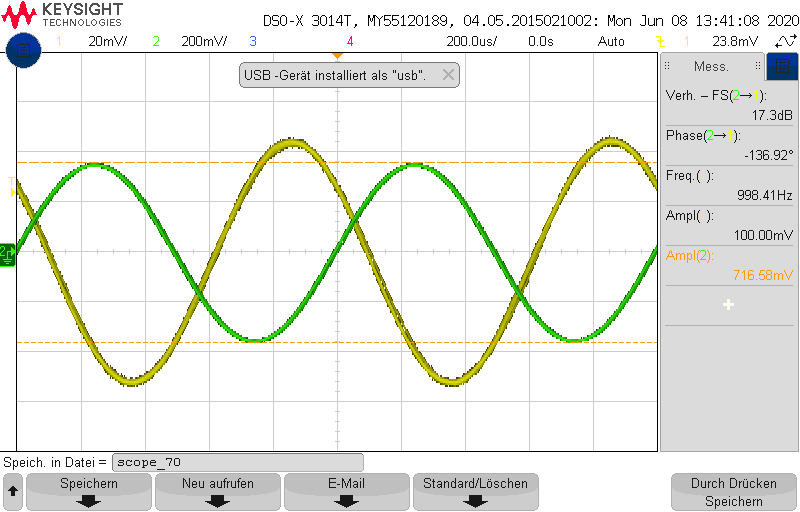 KEYSIGHT
TECHNOLOGIES
DSO-X 3014T, MY55120189, 04.05.2015021002: Mon Jun 08 13:41:08 2020
1 20mV/ 2 200mV/ 3 4 200.0us/ 0.0s Auto 1 23.8mV
USB -Gerät installiert als "usb".
Mess.
Verh. – FS(2→1):
17.3dB
Phase(2→1):
-136.92°
Freq.( ):
998.41Hz
Ampl( ):
100.00mV
Ampl(2):
716.58mV
T
2
Speich. in Datei = scope_70
Speichern
Neu aufrufen
E-Mail
Standard/Löschen
Durch Drücken
Speichern